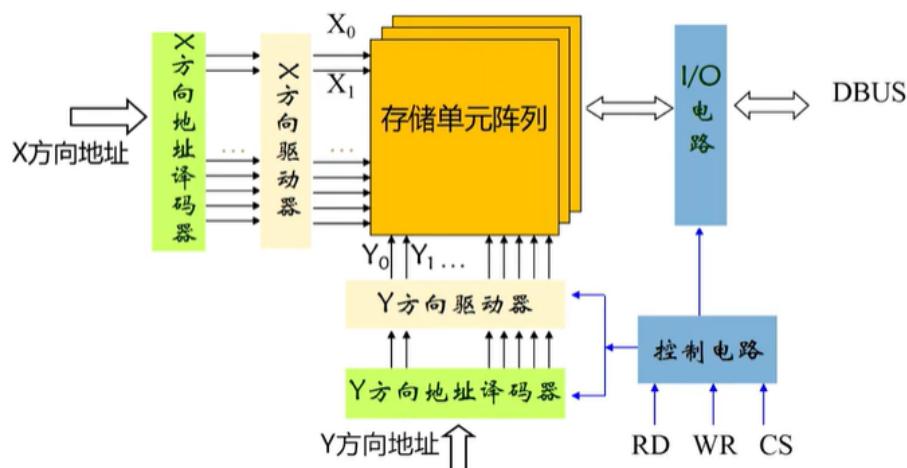 X方向地址
X方向地址译码器
…
X方向驱动器
X₀
X₁
…
存储单元阵列
I/O电路
DBUS
Y₀ Y₁…
Y方向驱动器
Y方向地址译码器
Y方向地址
控制电路
RD WR CS